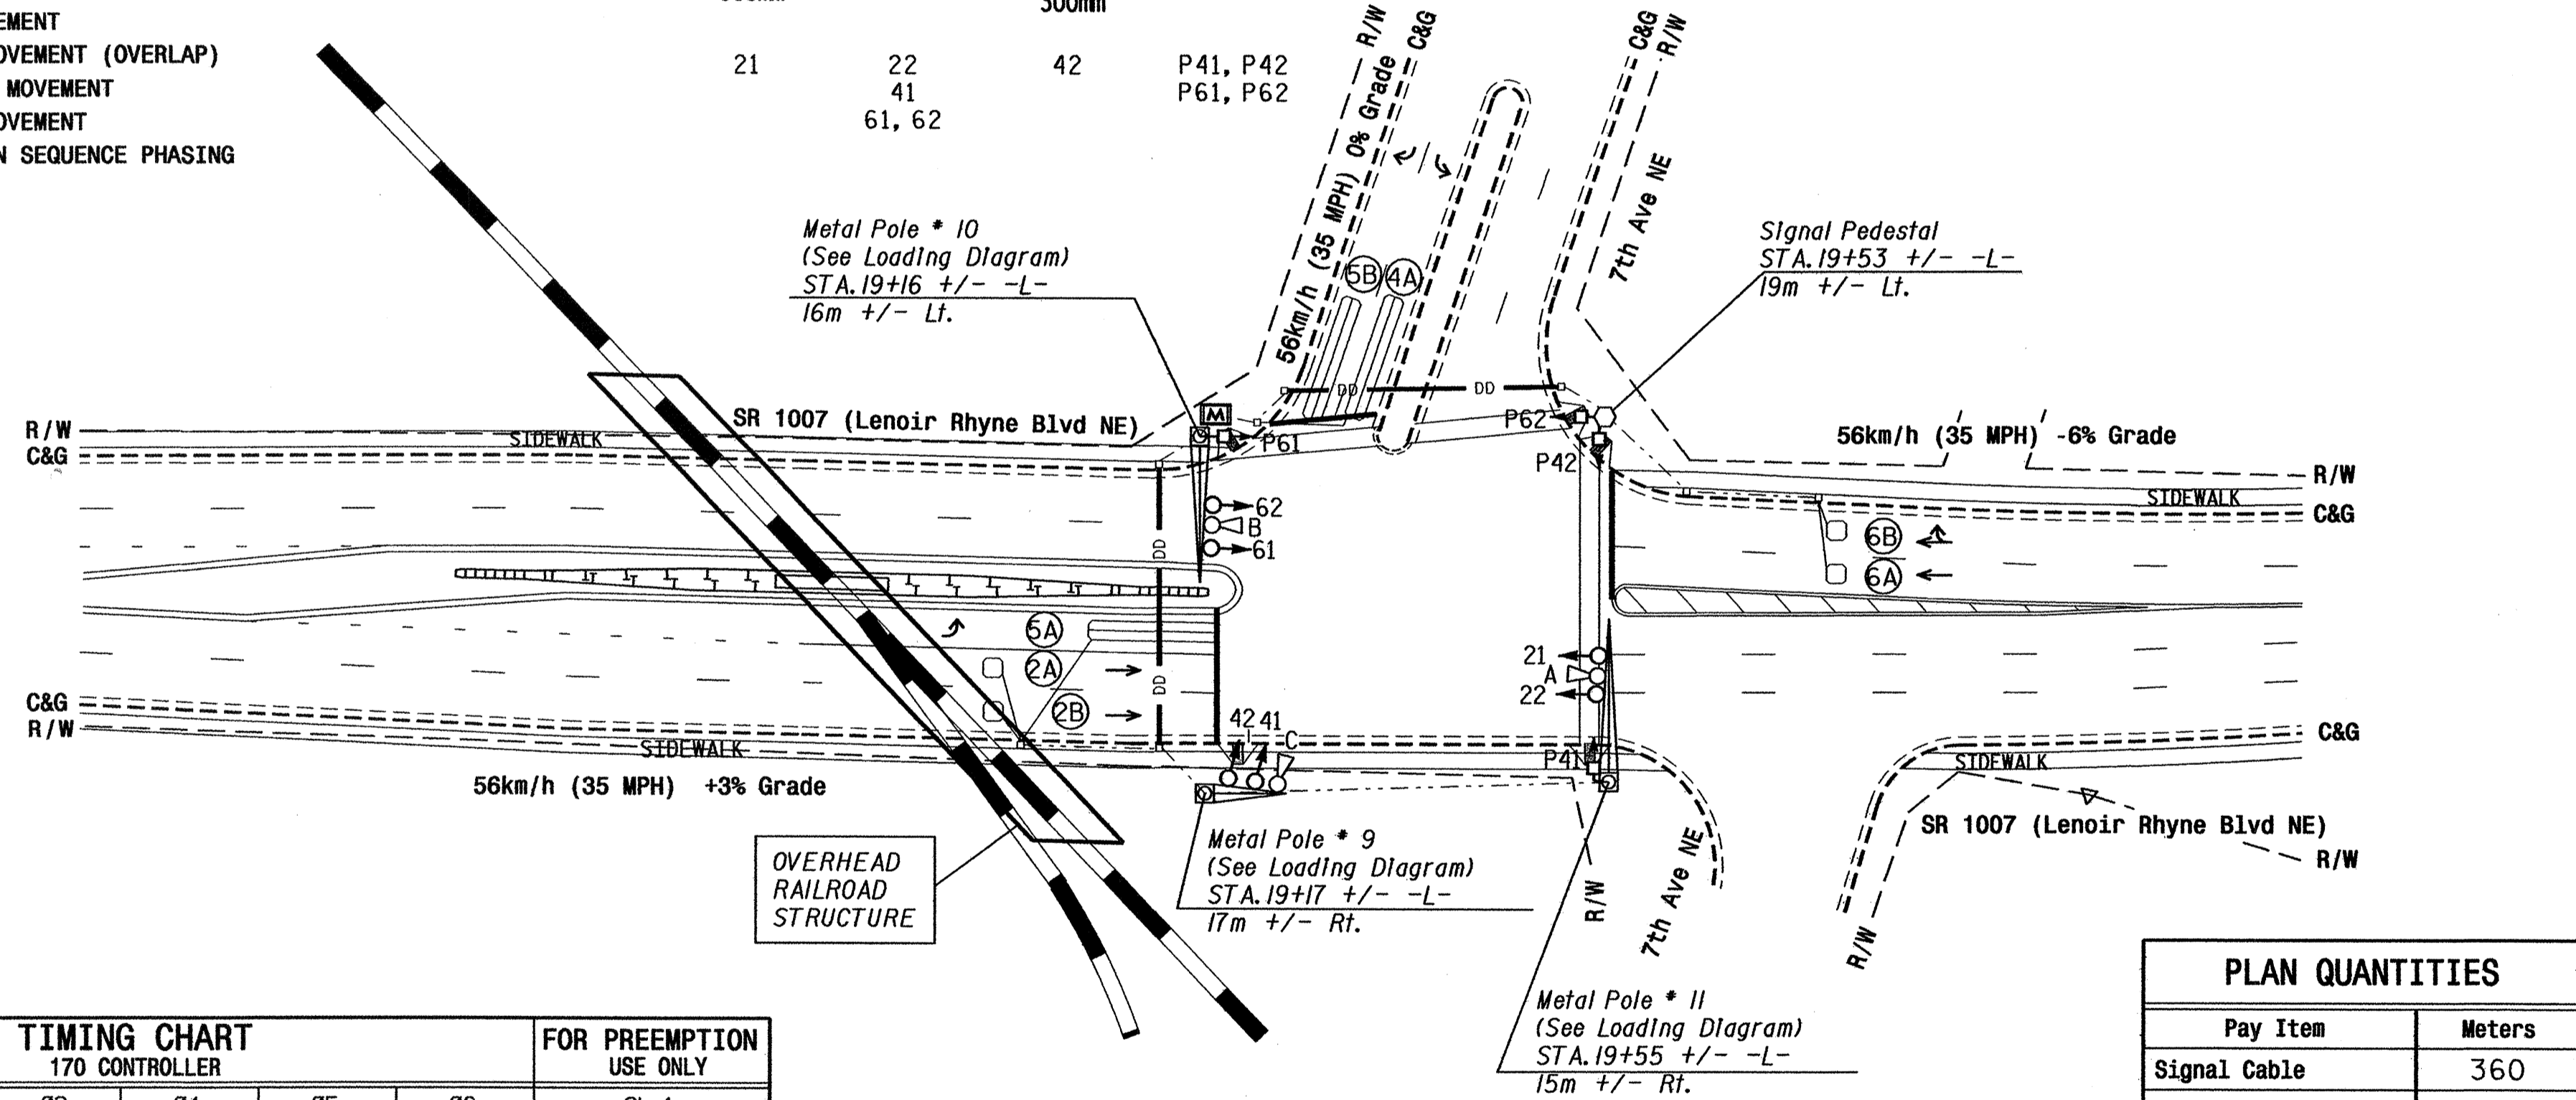 EMENT
OVEMENT (OVERLAP)
MOVEMENT
OVEMENT
N SEQUENCE PHASING
300mm
21
22
42
P41, P42
41
P61, P62
61, 62
R/W
C&G
C&G
R/W
56km/h (35 MPH) 0% Grade
7th Ave NE
Metal Pole # 10
(See Loading Diagram)
STA. 19+16 +/- -L-
16m +/- Lt.
Signal Pedestal
STA. 19+53 +/- -L-
19m +/- Lt.
5B
4A
DD
DD
M
SR 1007 (Lenoir Rhyne Blvd NE)
P61
P62
P42
R/W
SIDEWALK
C&G
56km/h (35 MPH) -6% Grade
R/W
SIDEWALK
C&G
62
B
61
DD
DD
6B
6A
5A
2A
2B
21
A
22
C&G
R/W
SIDEWALK
56km/h (35 MPH) +3% Grade
42
41
C
P41
C&G
SIDEWALK
SR 1007 (Lenoir Rhyne Blvd NE)
R/W
OVERHEAD
RAILROAD
STRUCTURE
Metal Pole # 9
(See Loading Diagram)
STA. 19+17 +/- -L-
17m +/- Rt.
R/W
7th Ave NE
R/W
Metal Pole # 11
(See Loading Diagram)
STA. 19+55 +/- -L-
15m +/- Rt.
TIMING CHART
170 CONTROLLER
FOR PREEMPTION
USE ONLY
PLAN QUANTITIES
Pay Item
Meters
Signal Cable
360